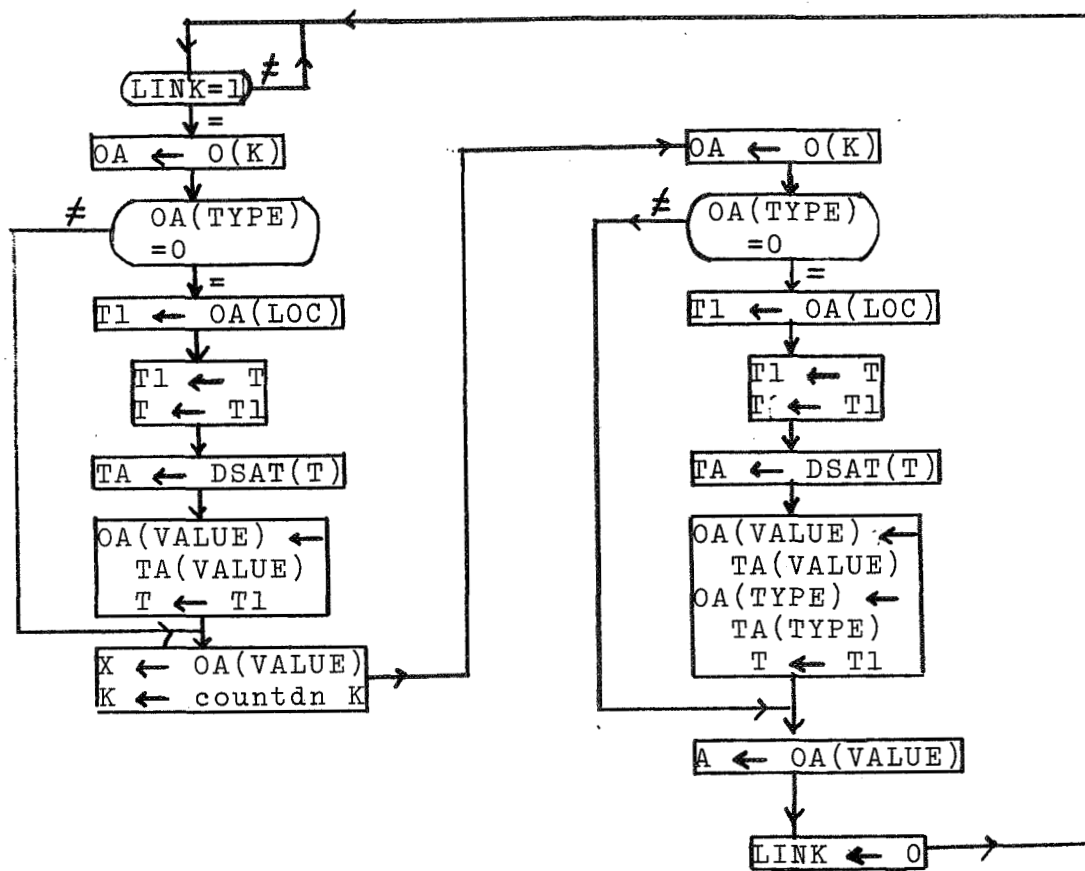 LINK=1
≠
=
OA ← O(K)
≠
OA(TYPE)
=0
=
T1 ← OA(LOC)
T1 ← T
T ← T1
TA ← DSAT(T)
OA(VALUE) ←
TA(VALUE)
T ← T1
X ← OA(VALUE)
K ← countdn K
OA ← O(K)
≠
OA(TYPE)
=0
=
T1 ← OA(LOC)
T1 ← T
T ← T1
TA ← DSAT(T)
OA(VALUE) ←
TA(VALUE)
OA(TYPE) ←
TA(TYPE)
T ← T1
A ← OA(VALUE)
LINK ← 0